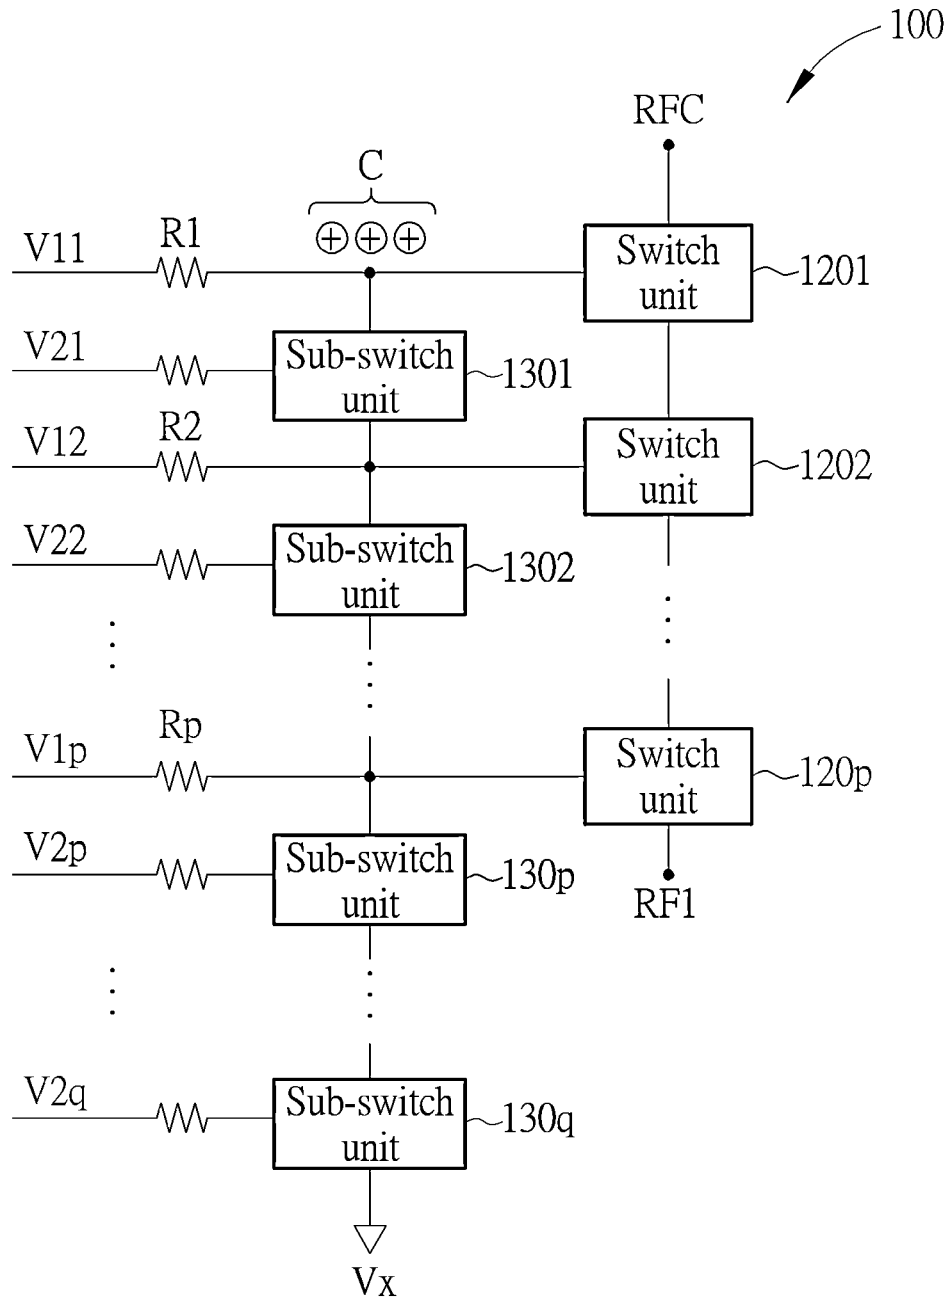 100
RFC
C
V11
R1
Switch
unit
1201
V21
Sub-switch
unit
1301
V12
R2
Switch
unit
1202
V22
Sub-switch
unit
1302
V1p
Rp
Switch
unit
120p
V2p
Sub-switch
unit
130p
RF1
V2q
Sub-switch
unit
130q
Vx